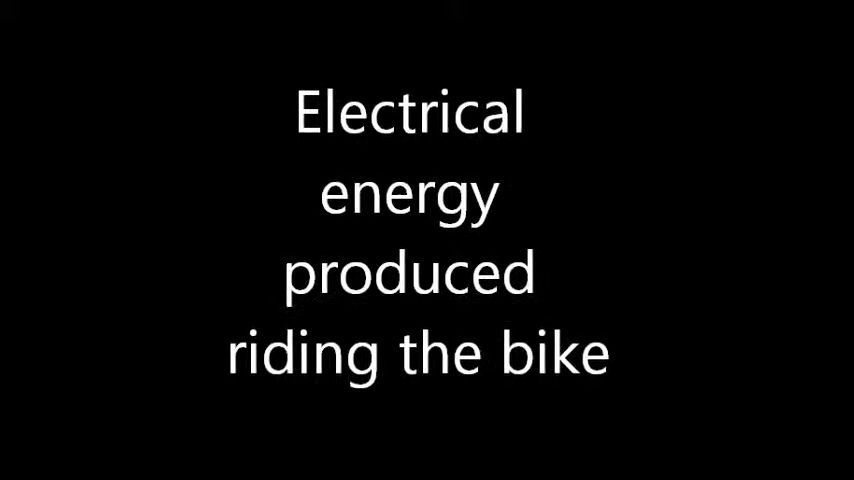 Electrical
energy
produced
riding the bike